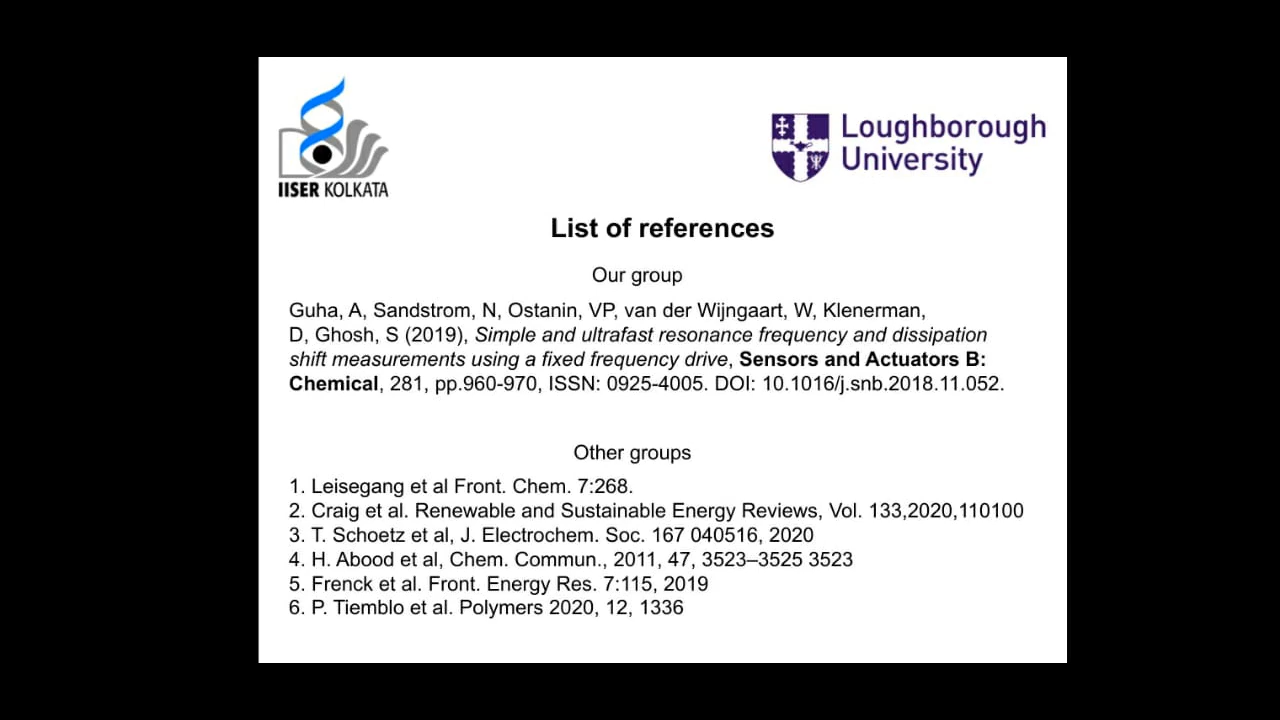 IISER KOLKATA
Loughborough
University
List of references
Our group
Guha, A, Sandstrom, N, Ostanin, VP, van der Wijngaart, W, Klenerman,
D, Ghosh, S (2019), Simple and ultrafast resonance frequency and dissipation
shift measurements using a fixed frequency drive, Sensors and Actuators B:
Chemical, 281, pp.960-970, ISSN: 0925-4005. DOI: 10.1016/j.snb.2018.11.052.
Other groups
1. Leisegang et al Front. Chem. 7:268.
2. Craig et al. Renewable and Sustainable Energy Reviews, Vol. 133,2020,110100
3. T. Schoetz et al, J. Electrochem. Soc. 167 040516, 2020
4. H. Abood et al, Chem. Commun., 2011, 47, 3523–3525 3523
5. Frenck et al. Front. Energy Res. 7:115, 2019
6. P. Tiemblo et al. Polymers 2020, 12, 1336